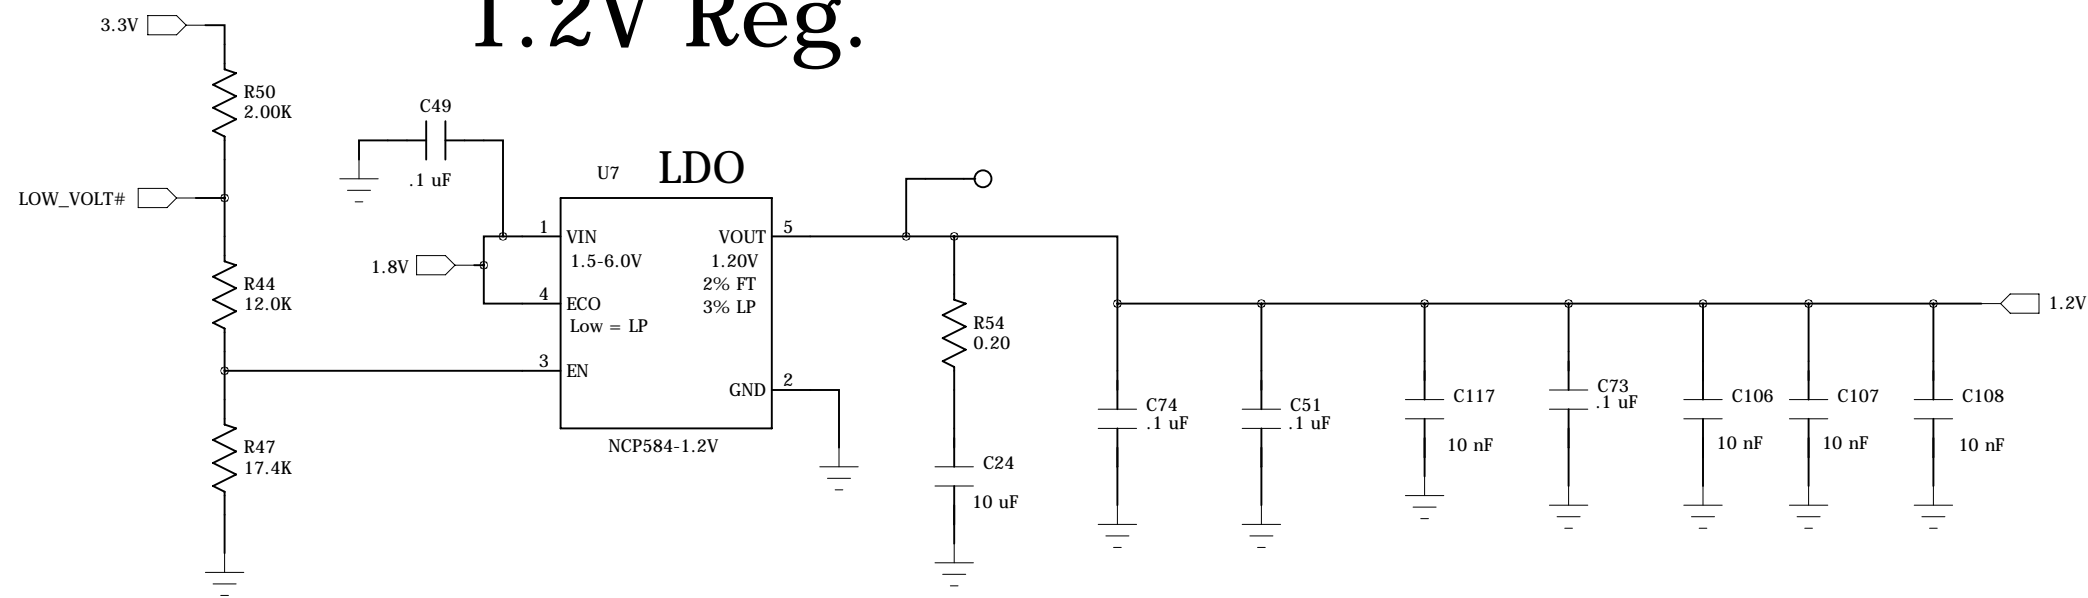 1.2V Reg.
3.3V
R50
2.00K
C49
.1 uF
LOW_VOLT#
U7
LDO
1
VIN
1.5-6.0V
1.8V
4
ECO
Low = LP
3
EN
VOUT
5
1.20V
2% FT
3% LP
GND
2
NCP584-1.2V
R44
12.0K
R47
17.4K
R54
0.20
C24
10 uF
C74
.1 uF
C51
.1 uF
C117
10 nF
C73
.1 uF
C106
10 nF
C107
10 nF
C108
10 nF
1.2V